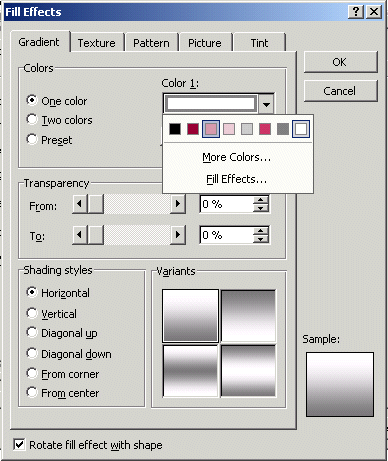 Fill Effects
Gradient Texture Pattern Picture Tint
OK
Cancel
Colors
Color 1:
One color
Two colors
Preset
More Colors...
Fill Effects...
Transparency
From: 0 %
To: 0 %
Shading styles
Horizontal
Vertical
Diagonal up
Diagonal down
From corner
From center
Variants
Sample:
Rotate fill effect with shape